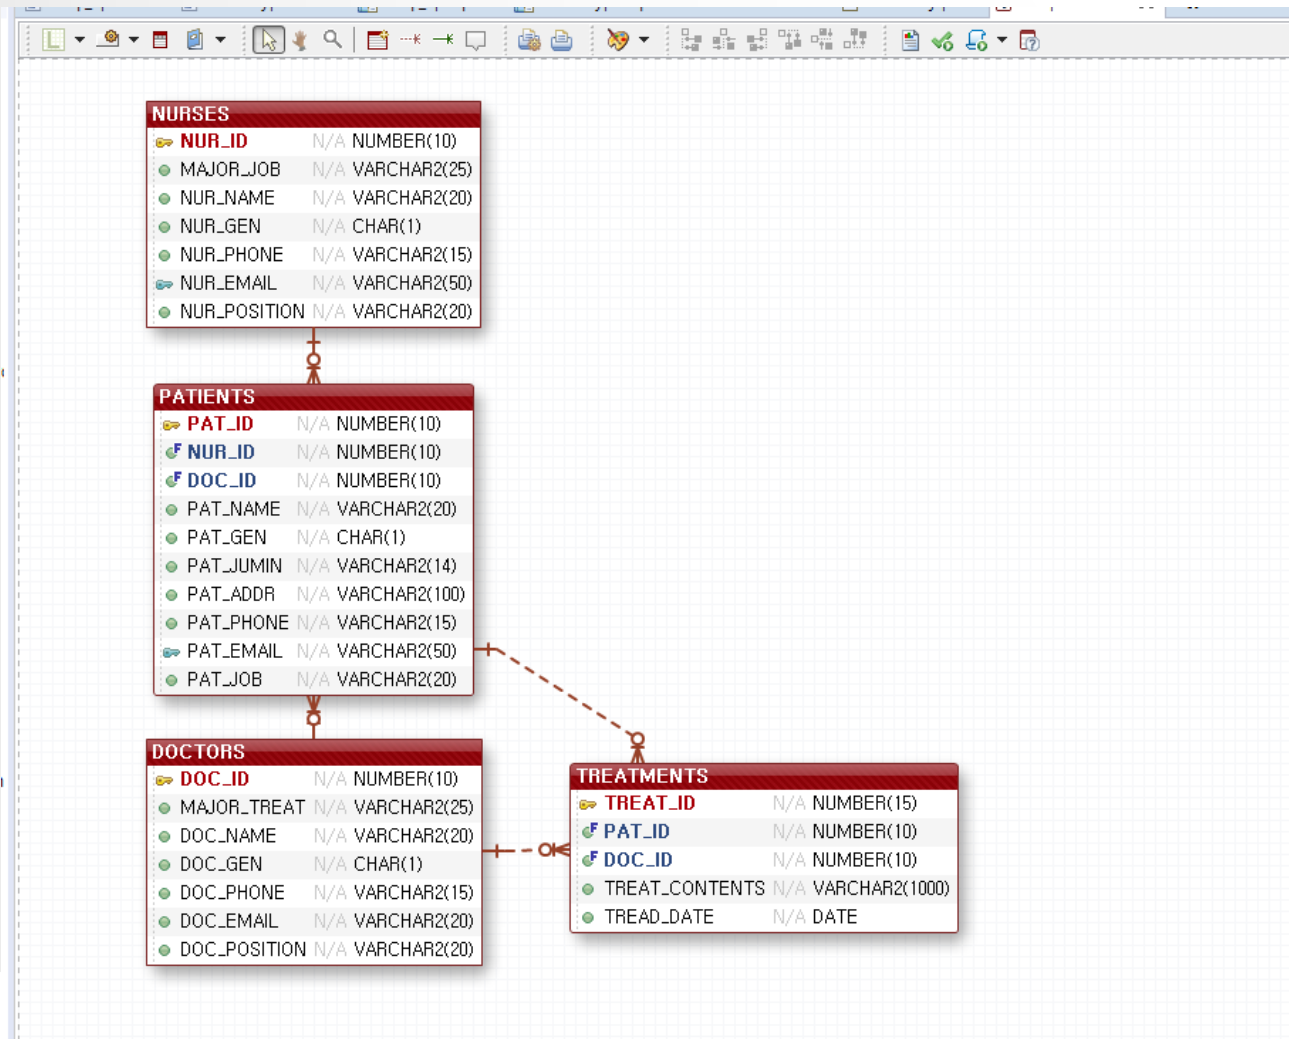 NURSES
NUR_ID N/A NUMBER(10)
MAJOR_JOB N/A VARCHAR2(25)
NUR_NAME N/A VARCHAR2(20)
NUR_GEN N/A CHAR(1)
NUR_PHONE N/A VARCHAR2(15)
NUR_EMAIL N/A VARCHAR2(50)
NUR_POSITION N/A VARCHAR2(20)
PATIENTS
PAT_ID N/A NUMBER(10)
NUR_ID N/A NUMBER(10)
DOC_ID N/A NUMBER(10)
PAT_NAME N/A VARCHAR2(20)
PAT_GEN N/A CHAR(1)
PAT_JUMIN N/A VARCHAR2(14)
PAT_ADDR N/A VARCHAR2(100)
PAT_PHONE N/A VARCHAR2(15)
PAT_EMAIL N/A VARCHAR2(50)
PAT_JOB N/A VARCHAR2(20)
DOCTORS
DOC_ID N/A NUMBER(10)
MAJOR_TREAT N/A VARCHAR2(25)
DOC_NAME N/A VARCHAR2(20)
DOC_GEN N/A CHAR(1)
DOC_PHONE N/A VARCHAR2(15)
DOC_EMAIL N/A VARCHAR2(20)
DOC_POSITION N/A VARCHAR2(20)
TREATMENTS
TREAT_ID N/A NUMBER(15)
PAT_ID N/A NUMBER(10)
DOC_ID N/A NUMBER(10)
TREAT_CONTENTS N/A VARCHAR2(1000)
TREAD_DATE N/A DATE